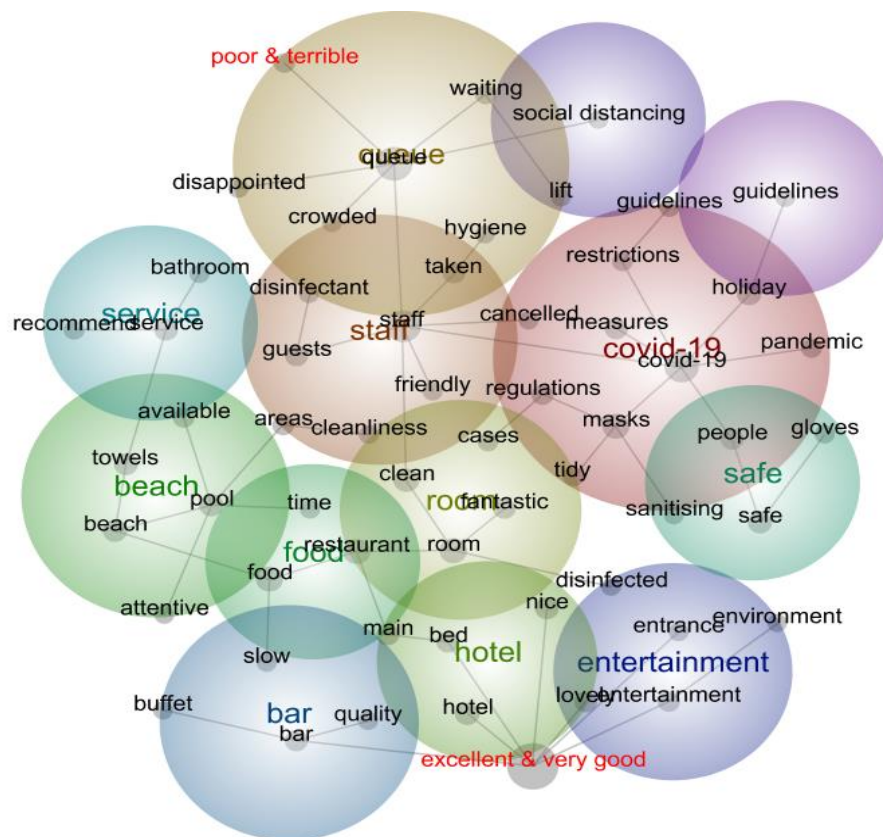 poor & terrible
waiting
social distancing
queue
queue
disappointed
lift
guidelines
guidelines
crowded
hygiene
restrictions
bathroom
disinfectant
taken
holiday
service
recommend
service
staff
staff
cancelled
measures
covid-19
covid-19
pandemic
guests
friendly
regulations
available
areas
cleanliness
cases
masks
people
gloves
towels
beach
pool
clean
tidy
safe
time
room
fantastic
beach
sanitising
safe
restaurant
food
room
food
disinfected
attentive
nice
main
bed
entrance
environment
slow
hotel
entertainment
buffet
bar
quality
hotel
lovely
entertainment
bar
excellent & very good